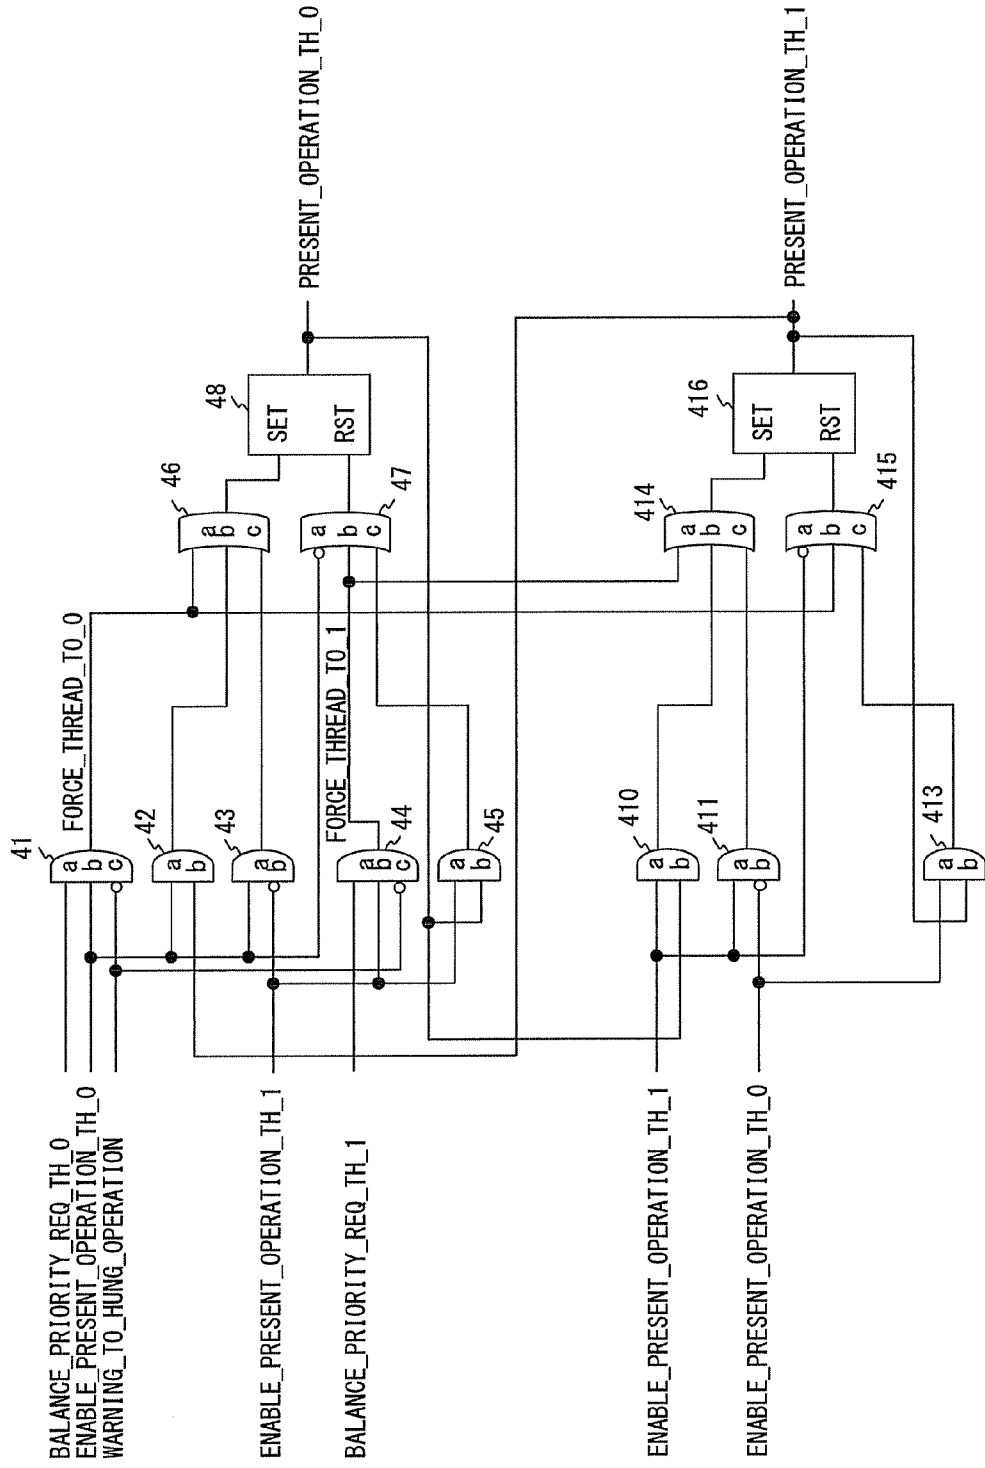 BALANCE_PRIORITY_REQ_TH_0
ENABLE_PRESENT_OPERATION_TH_0
WARNING_TO_HUNG_OPERATION
ENABLE_PRESENT_OPERATION_TH_1
BALANCE_PRIORITY_REQ_TH_1
ENABLE_PRESENT_OPERATION_TH_1
ENABLE_PRESENT_OPERATION_TH_0
41
a
b
c
FORCE_THREAD_TO_0
42
a
b
43
a
b
FORCE_THREAD_TO_1
44
a
b
c
45
a
b
410
a
b
411
a
b
413
a
b
46
a
b
c
47
a
b
c
414
a
b
c
415
a
b
c
48
SET
RST
416
SET
RST
PRESENT_OPERATION_TH_0
PRESENT_OPERATION_TH_1